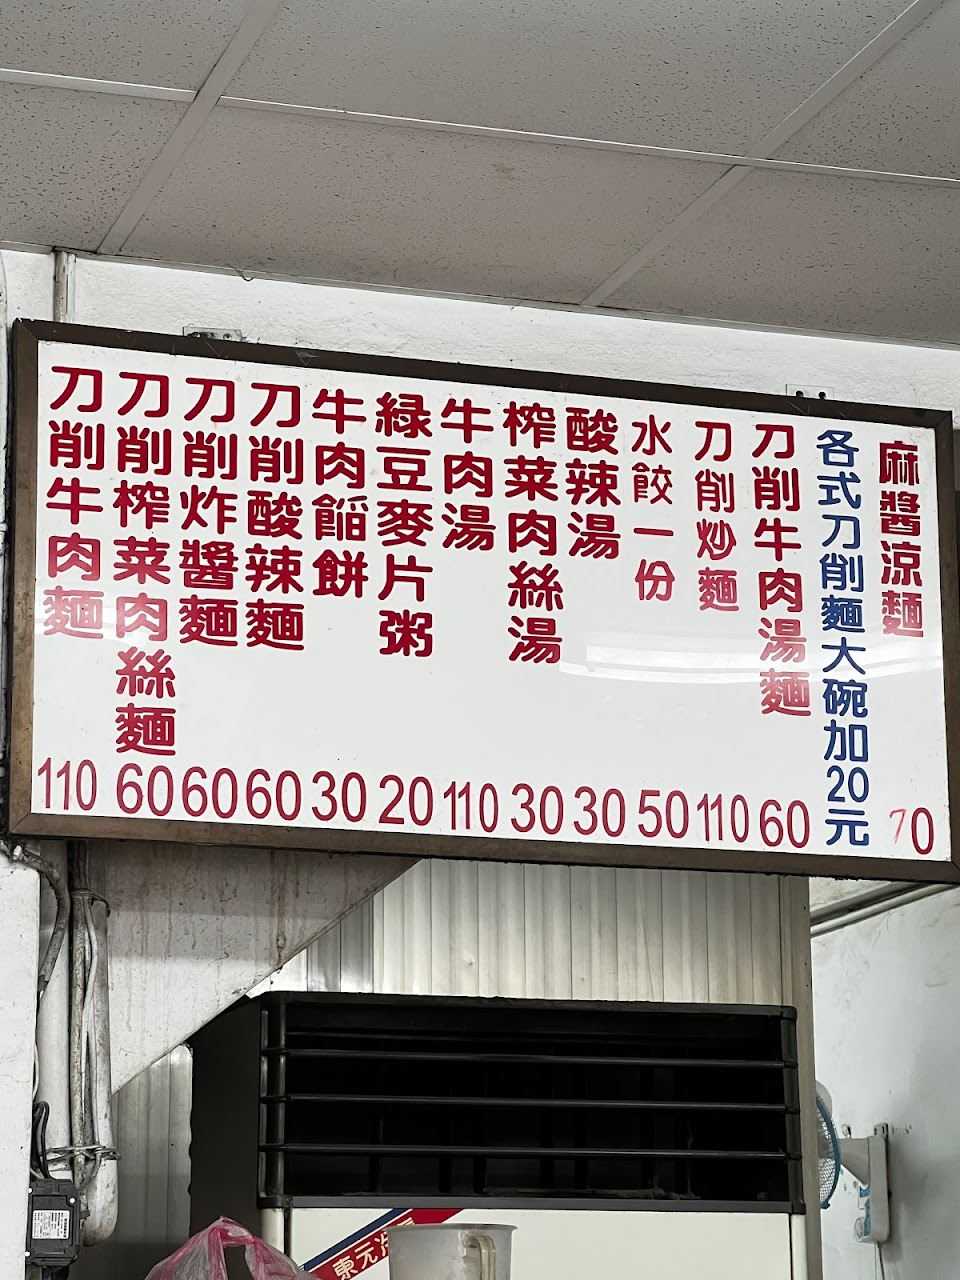 刀削牛肉麵 110
刀削榨菜肉絲麵 60
刀削炸醬麵 60
刀削酸辣麵 60
牛肉餡餅 30
綠豆麥片粥 20
牛肉湯 110
榨菜肉絲湯 30
酸辣湯 30
水餃一份 50
刀削炒麵 110
刀削牛肉湯麵 60
各式刀削麵大碗加20元
麻醬涼麵 70
東元